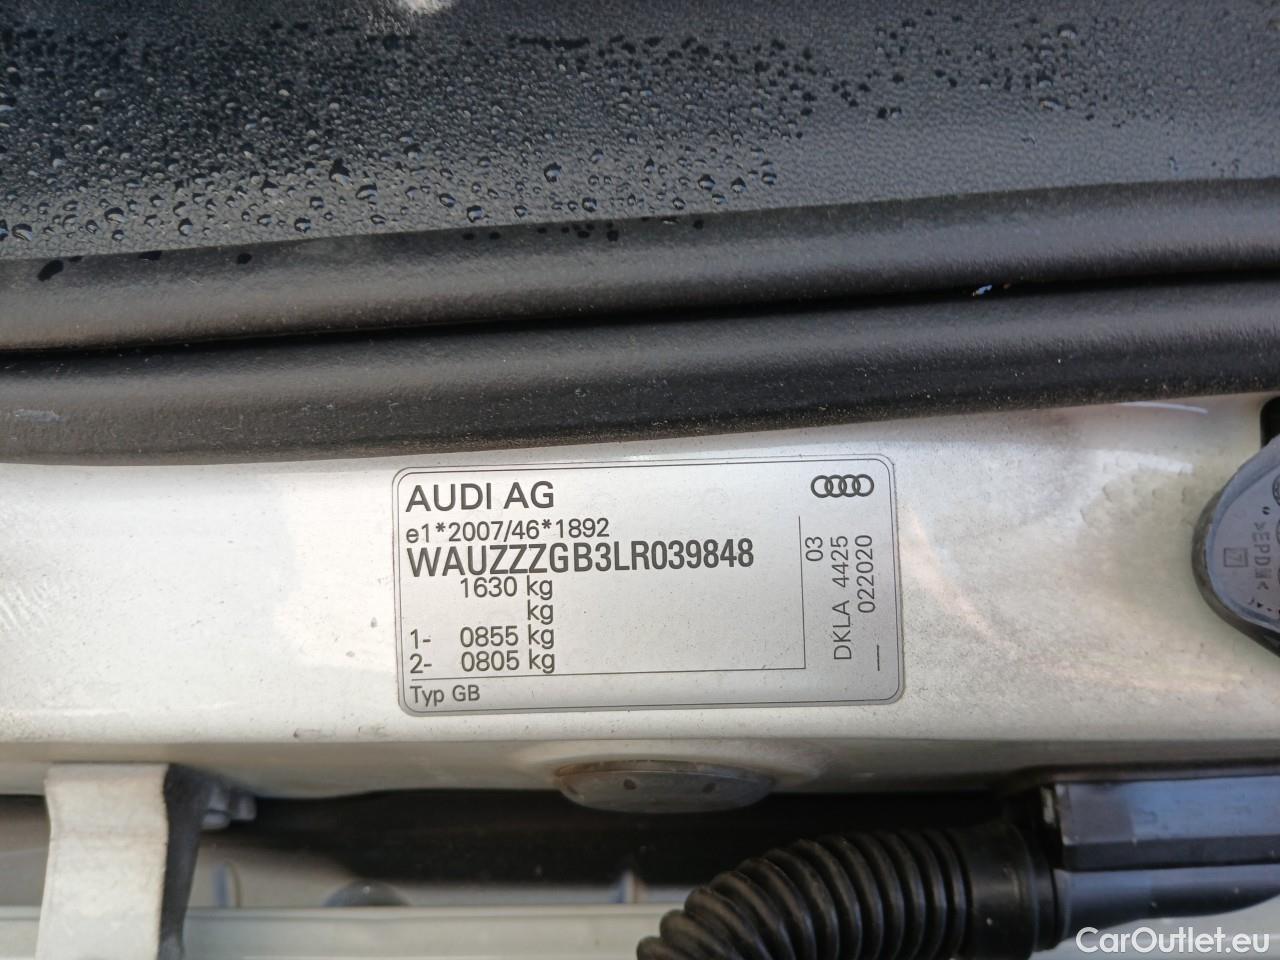 AUDI AG
e1*2007/46*1892
WAUZZZGB3LR039848
1630 kg
kg
1- 0855 kg
2- 0805 kg
Typ GB
03
DKLA 4425
022020
>EPDM<
CarOutlet.eu